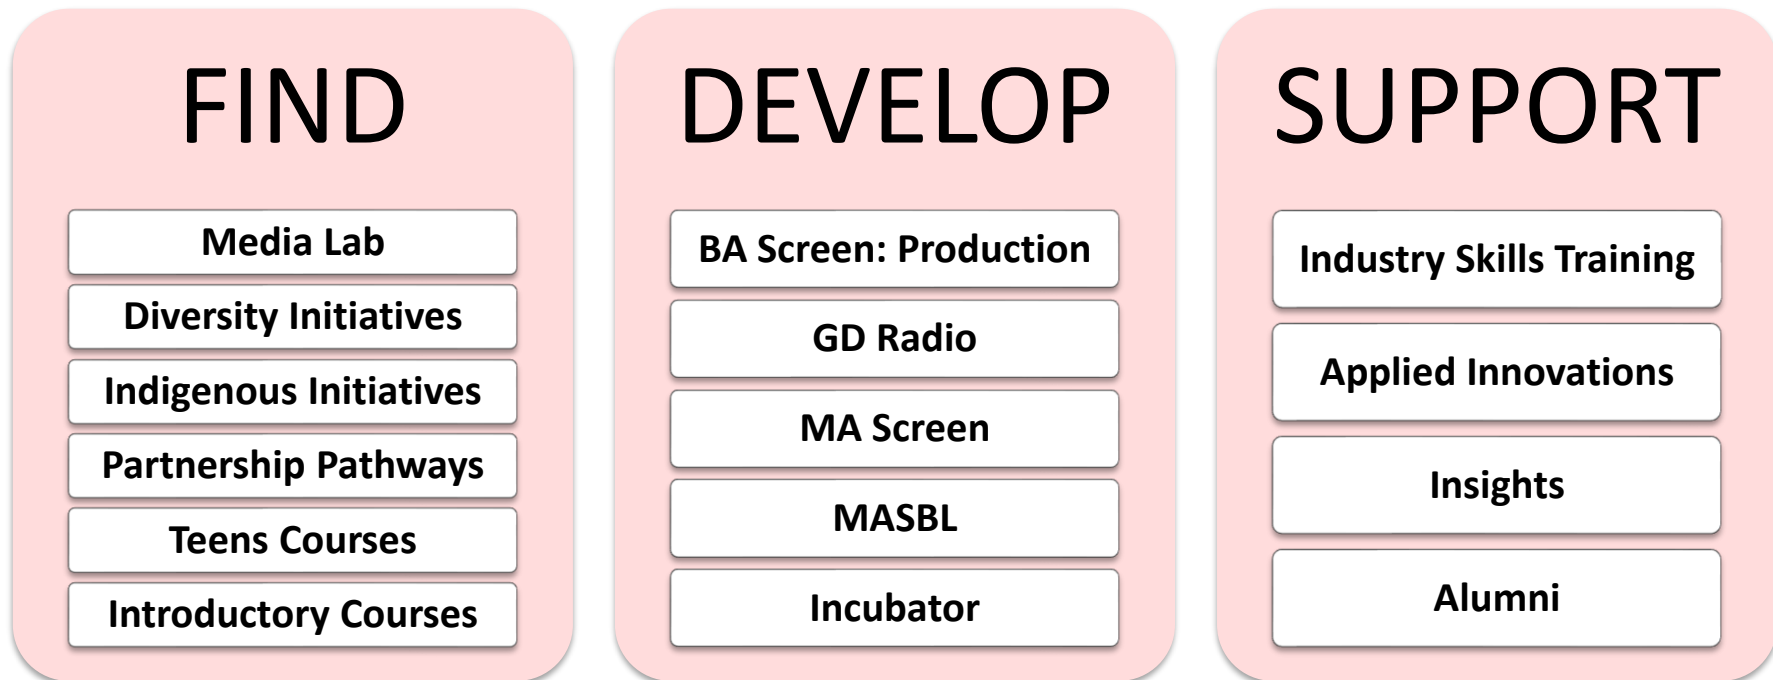 FIND
Media Lab
Diversity Initiatives
Indigenous Initiatives
Partnership Pathways
Teens Courses
Introductory Courses
DEVELOP
BA Screen: Production
GD Radio
MA Screen
MASBL
Incubator
SUPPORT
Industry Skills Training
Applied Innovations
Insights
Alumni